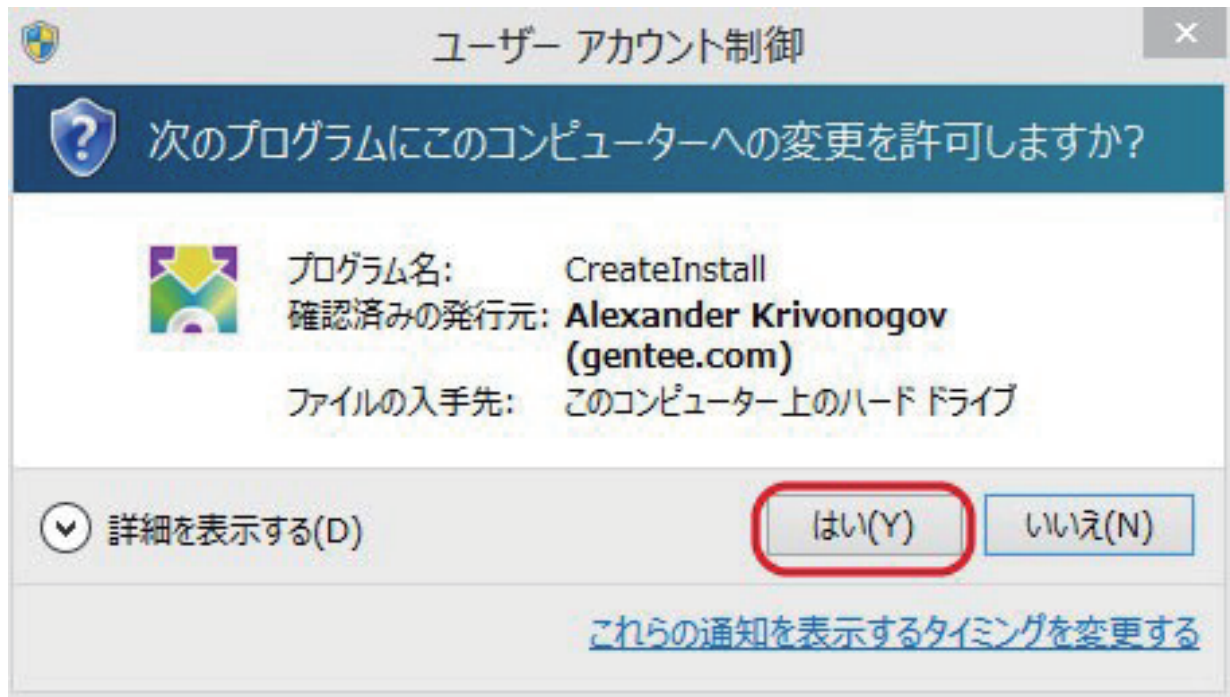 ユーザー アカウント制御
次のプログラムにこのコンピューターへの変更を許可しますか?
プログラム名: CreateInstall
確認済みの発行元: Alexander Krivonogov
(gentee.com)
ファイルの入手先: このコンピューター上のハード ドライブ
詳細を表示する(D) はい(Y) いいえ(N)
これらの通知を表示するタイミングを変更する